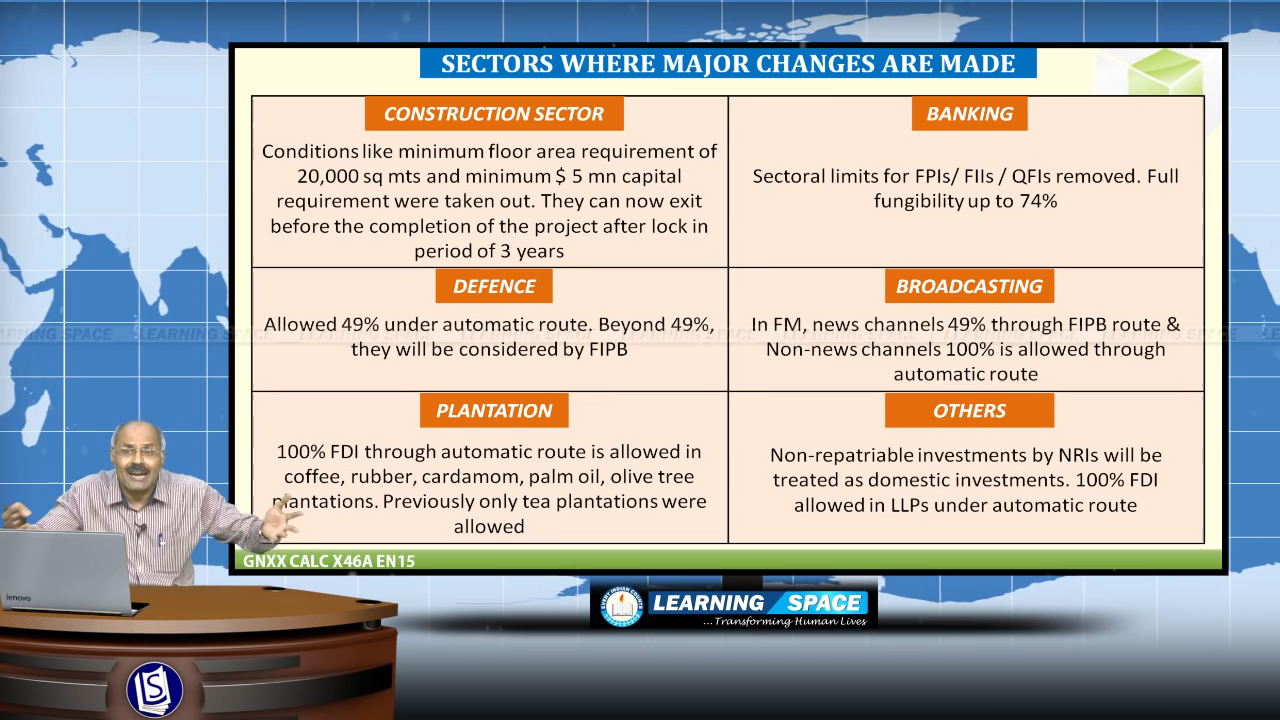 SECTORS WHERE MAJOR CHANGES ARE MADE
CONSTRUCTION SECTOR
Conditions like minimum floor area requirement of
20,000 sq mts and minimum $ 5 mn capital
requirement were taken out. They can now exit
before the completion of the project after lock in
period of 3 years
BANKING
Sectoral limits for FPIs/ FIIs / QFIs removed. Full
fungibility up to 74%
DEFENCE
Allowed 49% under automatic route. Beyond 49%,
they will be considered by FIPB
BROADCASTING
In FM, news channels 49% through FIPB route &
Non-news channels 100% is allowed through
automatic route
PLANTATION
100% FDI through automatic route is allowed in
coffee, rubber, cardamom, palm oil, olive tree
plantations. Previously only tea plantations were
allowed
OTHERS
Non-repatriable investments by NRIs will be
treated as domestic investments. 100% FDI
allowed in LLPs under automatic route
GNXX CALC X46A EN15
lenovo
EVERY INDIAN COUNTS
LEARNING SPACE
...Transforming Human Lives
LS